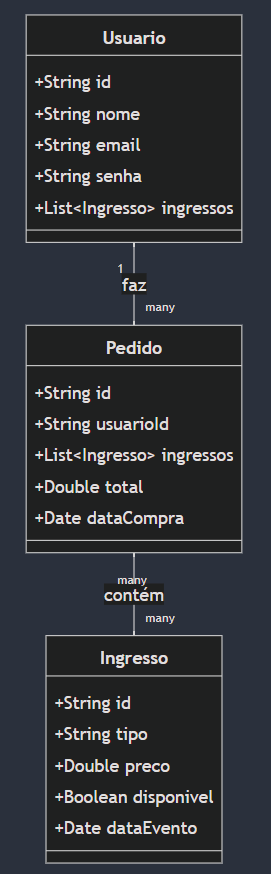 Usuario
+String id
+String nome
+String email
+String senha
+List<Ingresso> ingressos
1
faz
many
Pedido
+String id
+String usuarioId
+List<Ingresso> ingressos
+Double total
+Date dataCompra
many
contém
many
Ingresso
+String id
+String tipo
+Double preco
+Boolean disponivel
+Date dataEvento